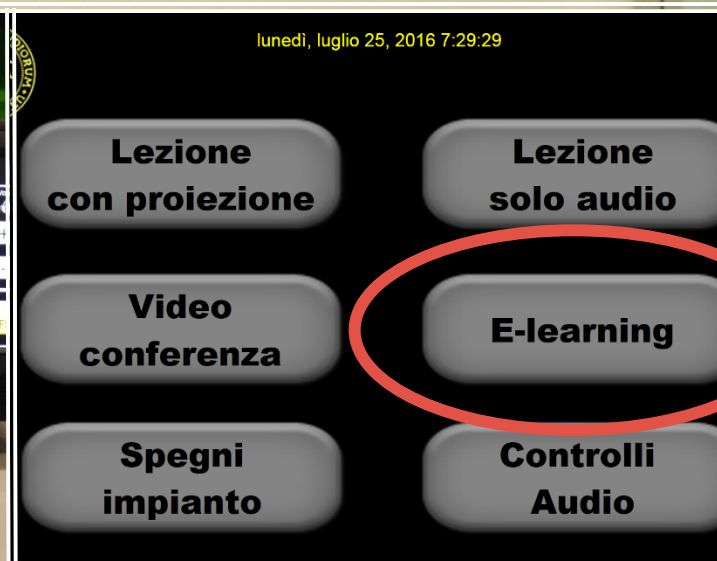 lunedì, luglio 25, 2016 7:29:29
Lezione
con proiezione
Lezione
solo audio
Video
conferenza
E-learning
Spegni
impianto
Controlli
Audio